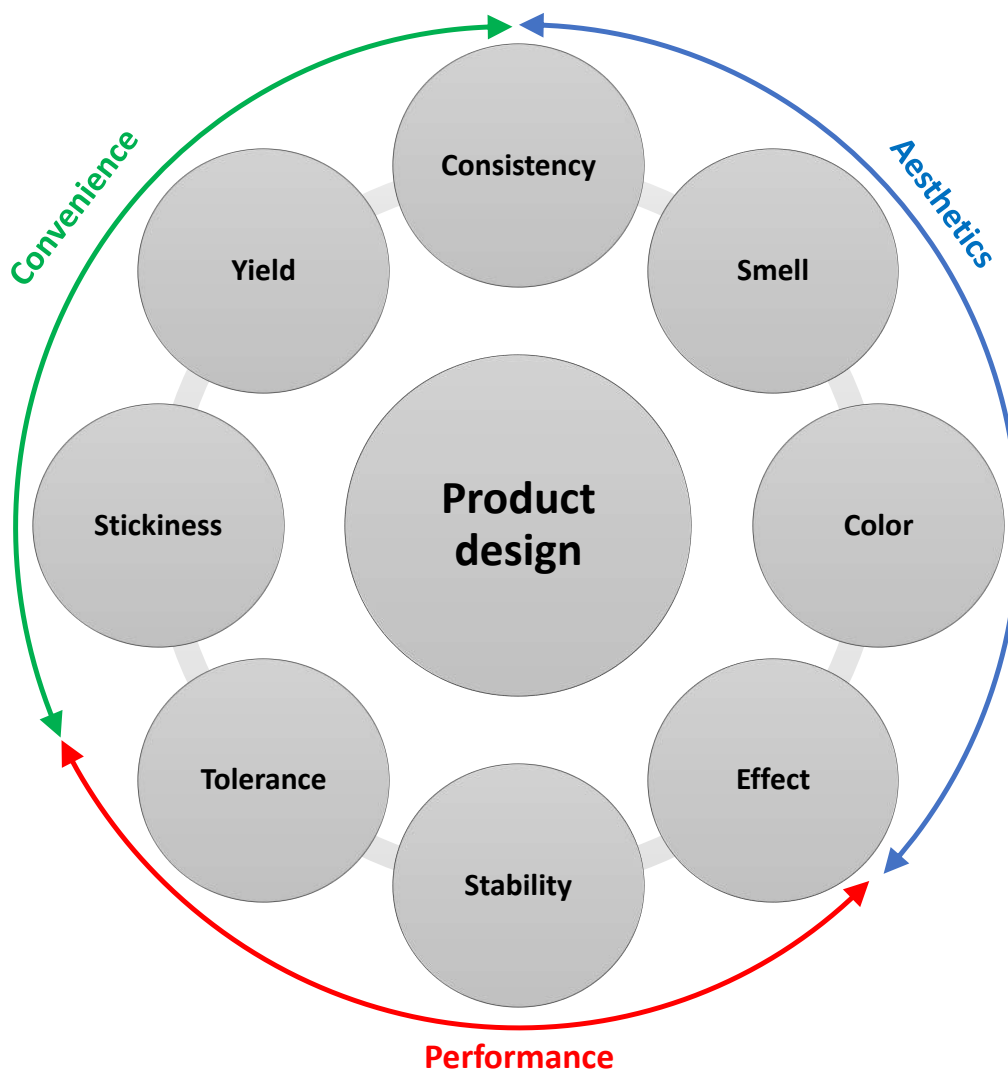 Consistency
Convenience
Aesthetics
Yield
Smell
Product
design
Stickiness
Color
Tolerance
Effect
Stability
Performance